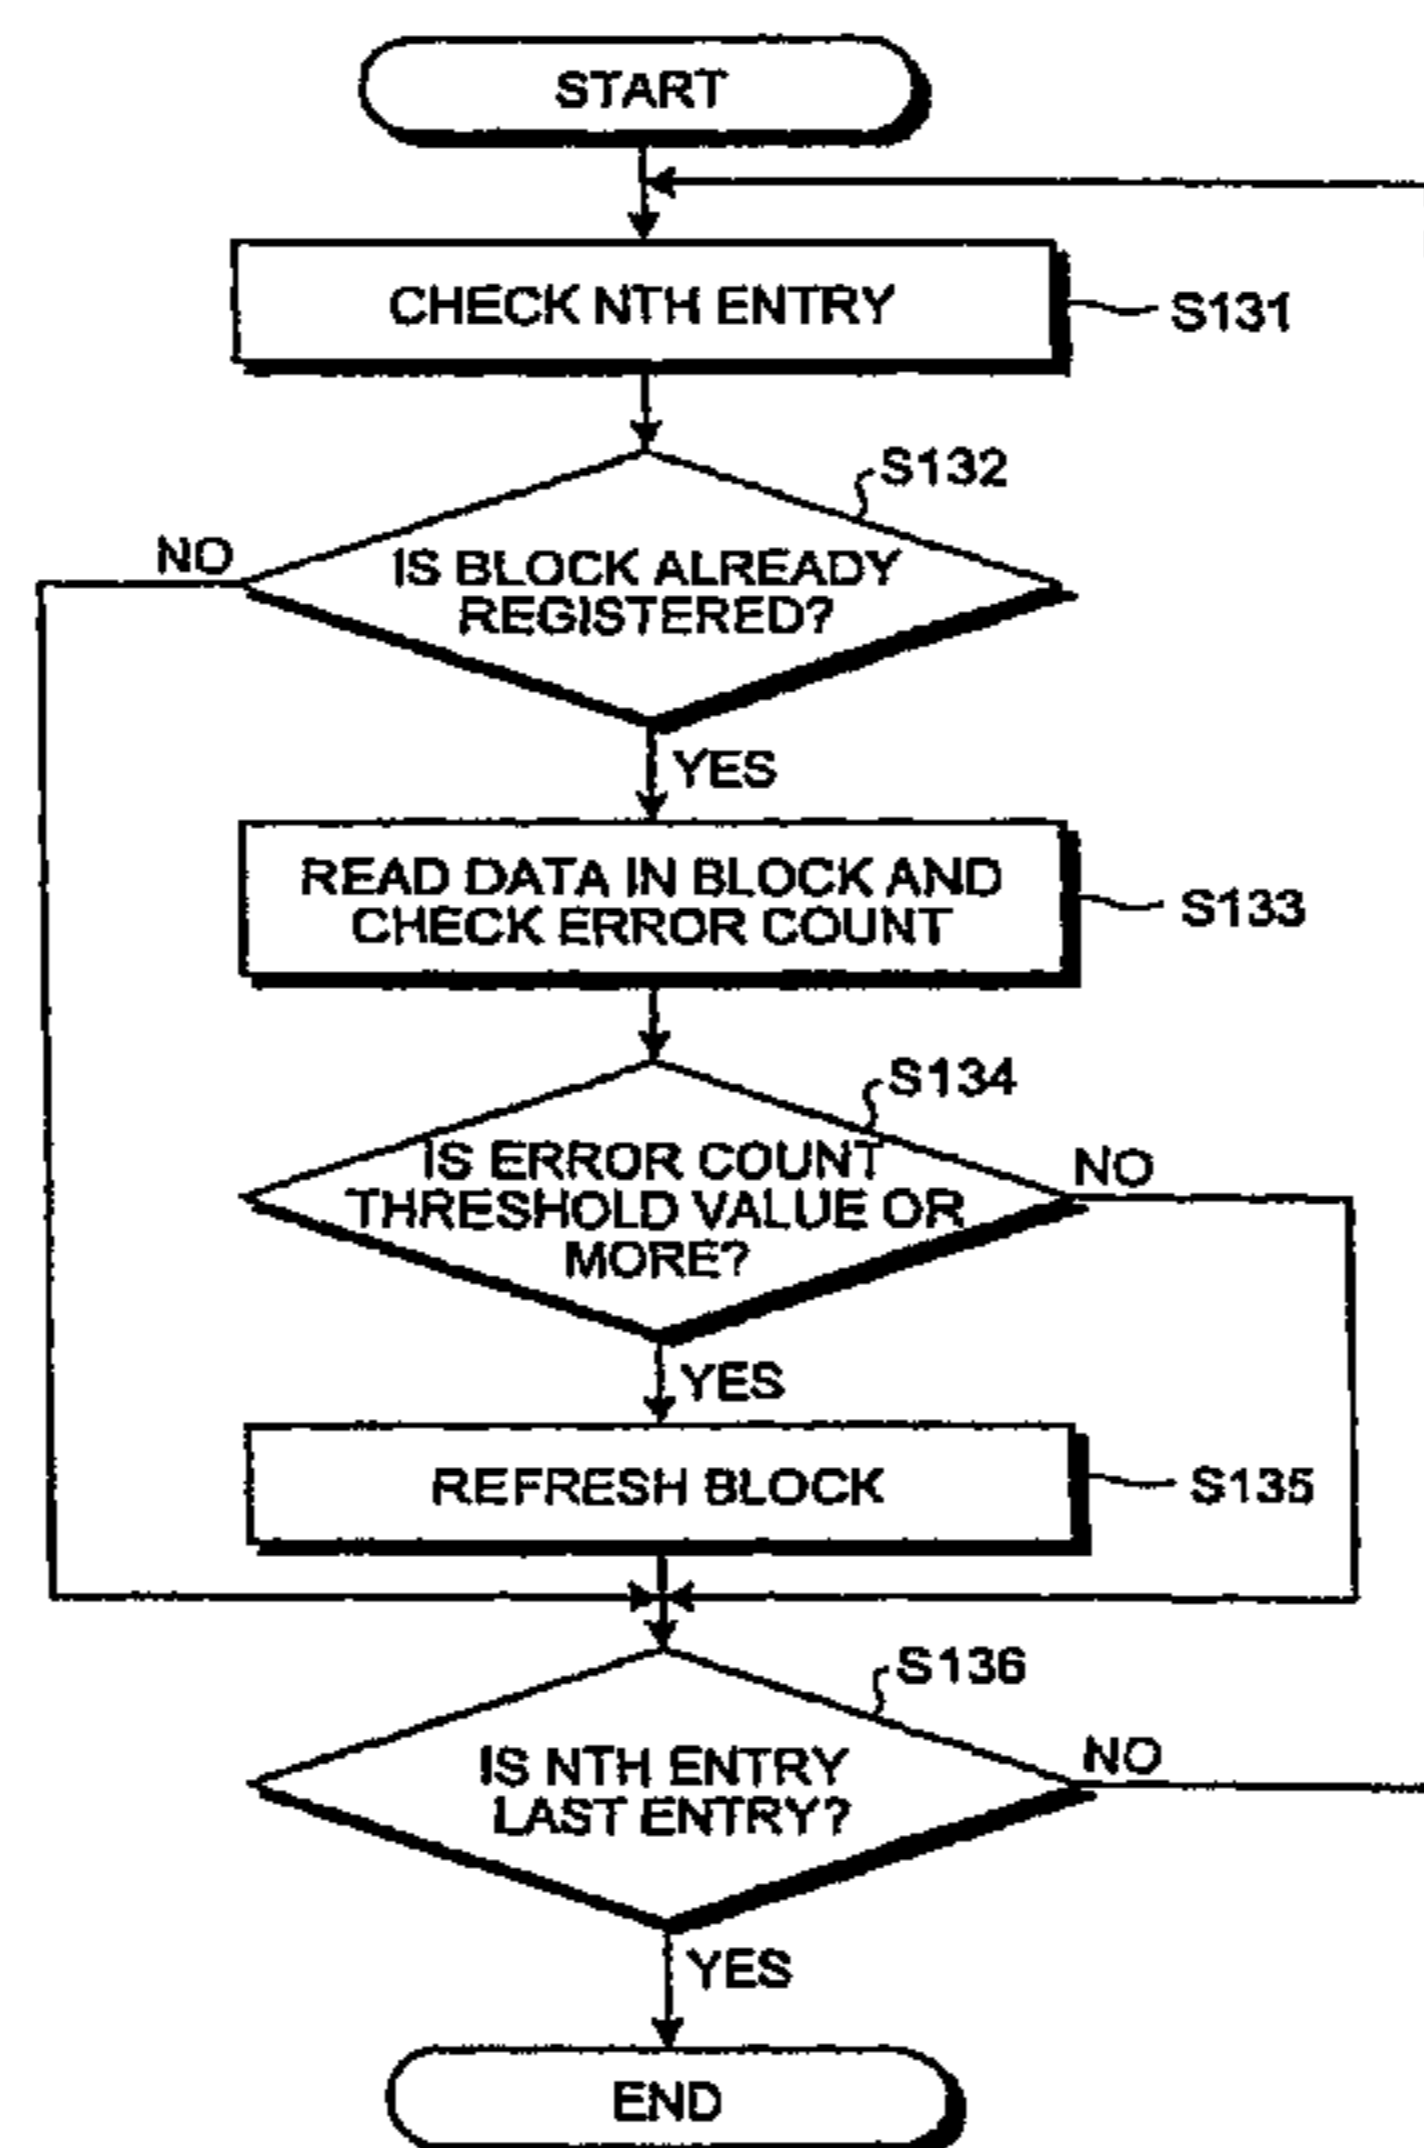 START
CHECK NTH ENTRY
S131
S132
NO
IS BLOCK ALREADY
REGISTERED?
YES
READ DATA IN BLOCK AND
CHECK ERROR COUNT
S133
S134
IS ERROR COUNT
THRESHOLD VALUE OR
MORE?
NO
YES
REFRESH BLOCK
S135
S136
IS NTH ENTRY
LAST ENTRY?
NO
YES
END